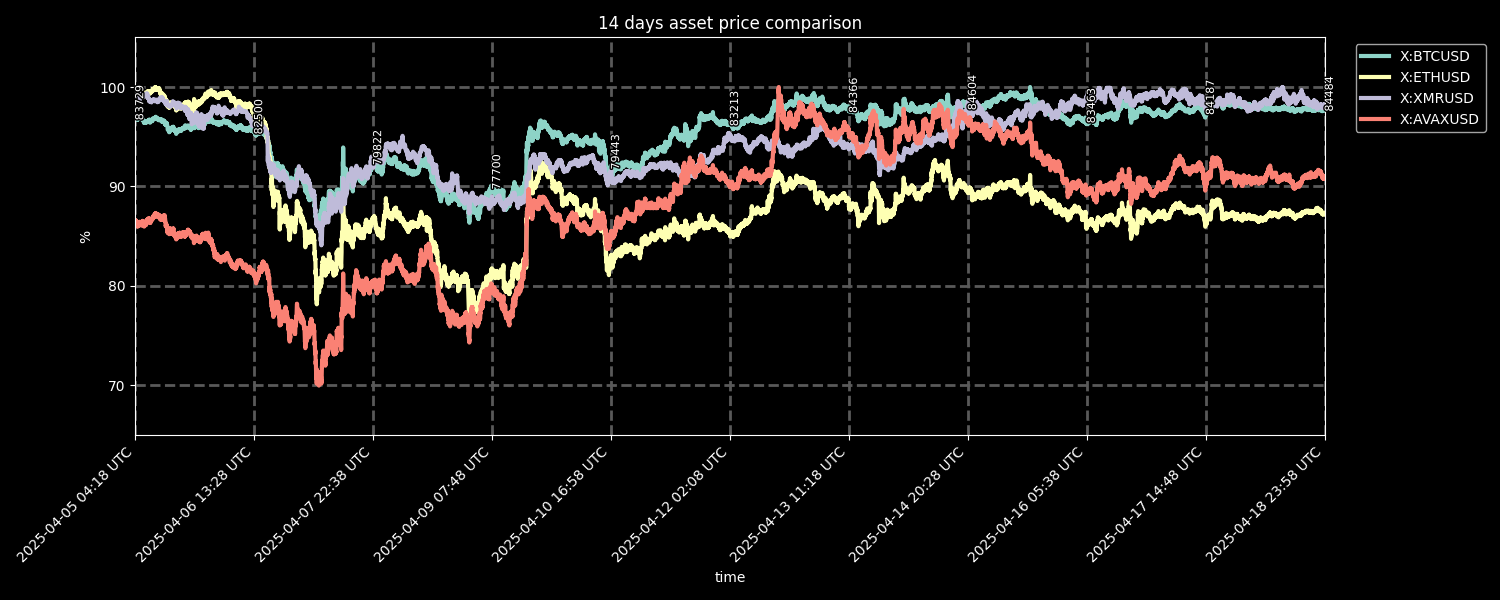 14 days asset price comparison
X:BTCUSD
X:ETHUSD
X:XMRUSD
X:AVAXUSD
%
100
90
80
70
83729
82500
79822
77700
79443
83213
84366
84604
83463
84187
84484
2025-04-05 04:18 UTC
2025-04-06 13:28 UTC
2025-04-07 22:38 UTC
2025-04-09 07:48 UTC
2025-04-10 16:58 UTC
2025-04-12 02:08 UTC
2025-04-13 11:18 UTC
2025-04-14 20:28 UTC
2025-04-16 05:38 UTC
2025-04-17 14:48 UTC
2025-04-18 23:58 UTC
time